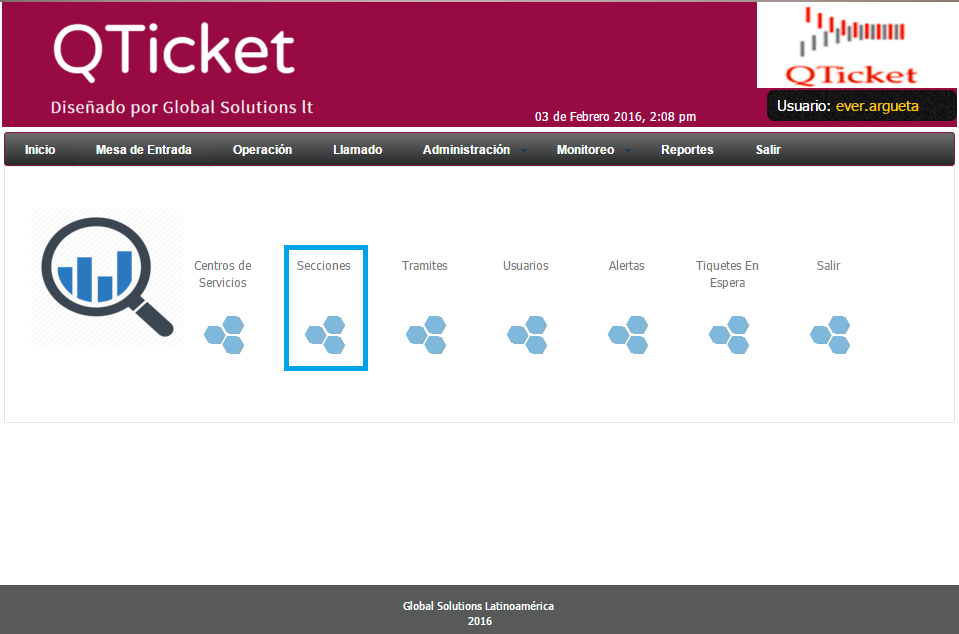 QTicket
Diseñado por Global Solutions lt
QTicket
03 de Febrero 2016, 2:08 pm
Usuario: ever.argueta
Inicio Mesa de Entrada Operación Llamado Administración Monitoreo Reportes Salir
Centros de Servicios
Secciones
Tramites
Usuarios
Alertas
Tiquetes En
Espera
Salir
Global Solutions Latinoamérica
2016